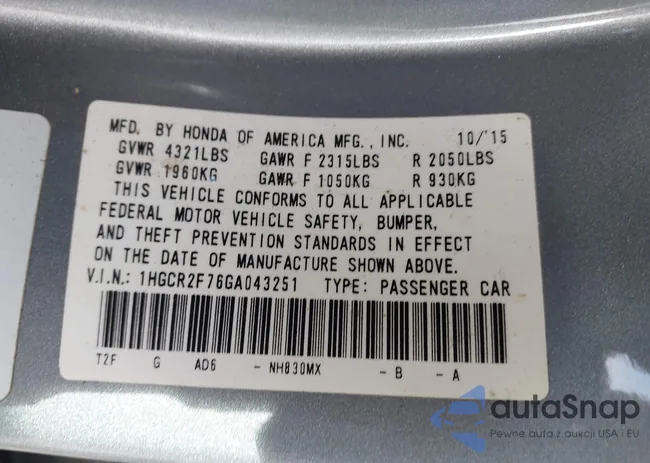 MFD. BY HONDA OF AMERICA MFG., INC. 10/'15
GVWR 4321LBS GAWR F 2315LBS R 2050LBS
GVWR 1960KG GAWR F 1050KG R 930KG
THIS VEHICLE CONFORMS TO ALL APPLICABLE
FEDERAL MOTOR VEHICLE SAFETY, BUMPER,
AND THEFT PREVENTION STANDARDS IN EFFECT
ON THE DATE OF MANUFACTURE SHOWN ABOVE.
V.I.N.: 1HGCR2F76GA043251 TYPE: PASSENGER CAR
T2F G AD6 - NH830MX - B - A
autaSnap
Pewne auta z aukcji USA i EU